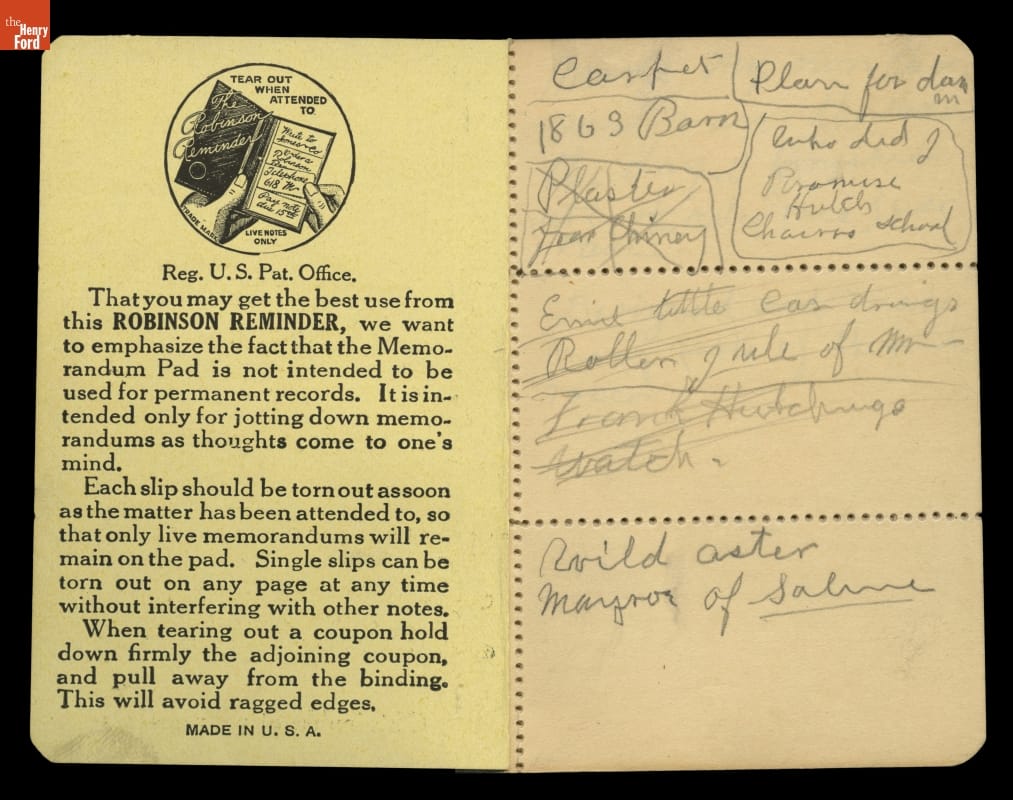 the
Henry
Ford
TEAR OUT
WHEN
ATTENDED
TO
The
Robinson
Reminder
Telephone
618 M.
Pay note
due 15th
TRADE MARK
LIVE NOTES
ONLY
Reg. U. S. Pat. Office.
That you may get the best use from
this ROBINSON REMINDER, we want
to emphasize the fact that the Memo-
randum Pad is not intended to be
used for permanent records. It is in-
tended only for jotting down memo-
randums as thoughts come to one's
mind.
Each slip should be torn out as soon
as the matter has been attended to, so
that only live memorandums will re-
main on the pad. Single slips can be
torn out on any page at any time
without interfering with other notes.
When tearing out a coupon hold
down firmly the adjoining coupon,
and pull away from the binding.
This will avoid ragged edges.
MADE IN U. S. A.
Carpet
1863 Barn
Plaster
Plan for dam
who did
Promise
Hutch
school
little Car
Roller rule of
Frank Hutchings
watch.
Wild aster
of Saline